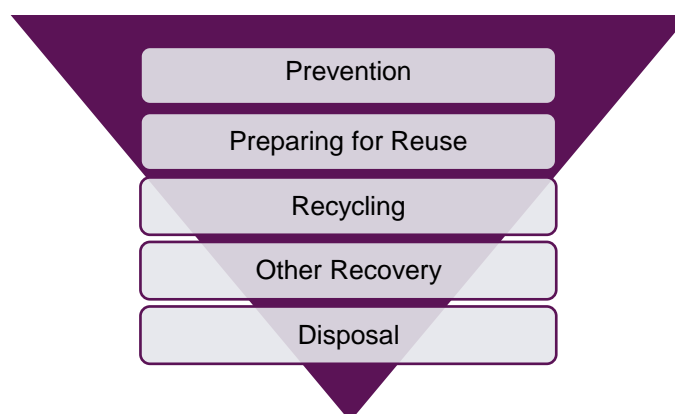 Prevention
Preparing for Reuse
Recycling
Other Recovery
Disposal